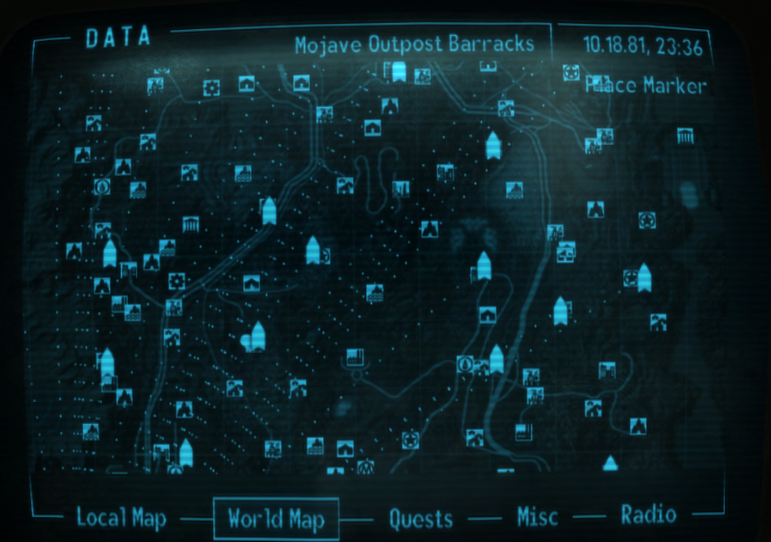 DATA
Mojave Outpost Barracks
10.18.81, 23:36
Place Marker
Local Map
World Map
Quests
Misc
Radio